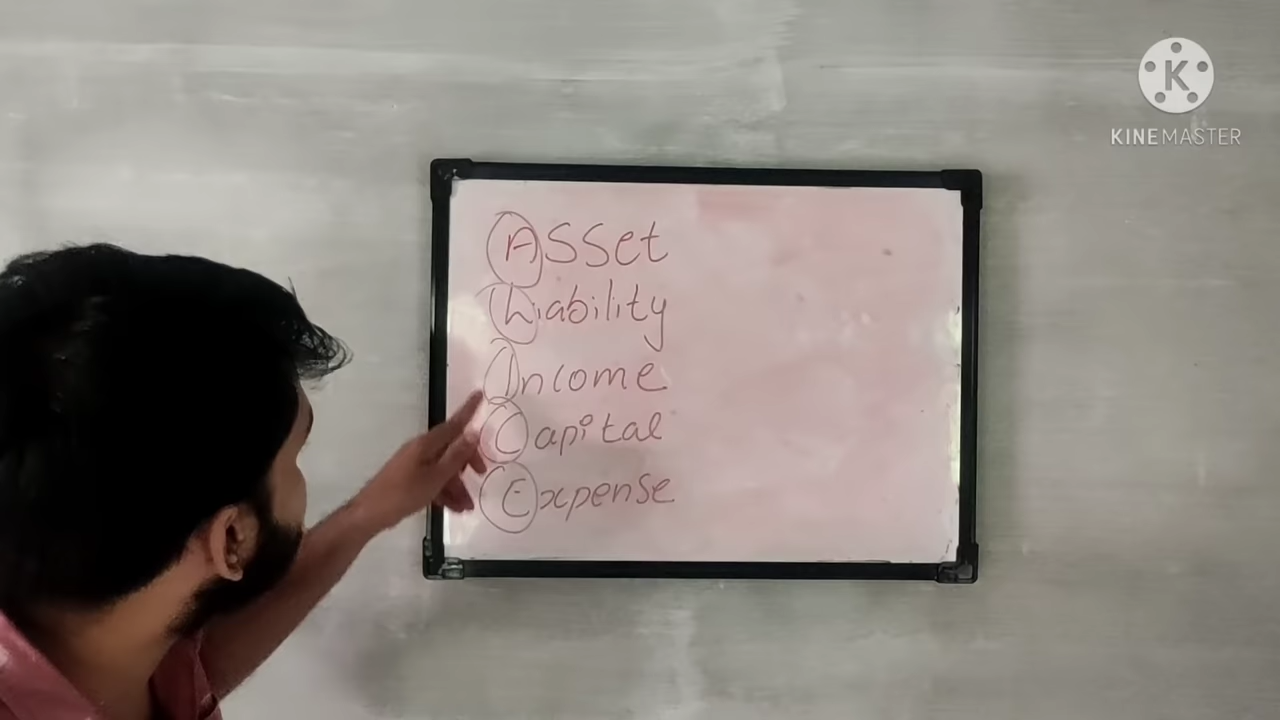 KINEMASTER
Asset
Liability
Income
Capital
Expense